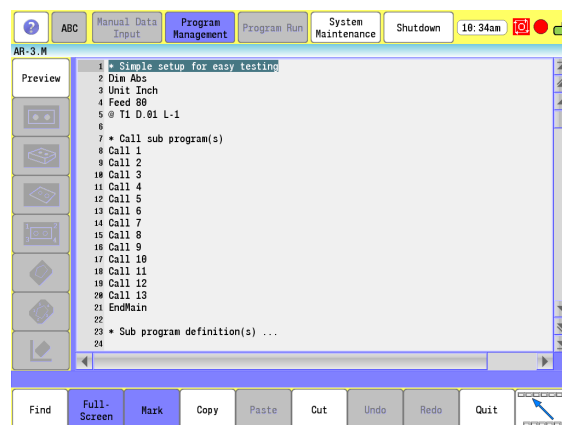 ?
ABC
Manual Data Input
Program Management
Program Run
System Maintenance
Shutdown
10:34am
AR-3.M
Preview
1 * Simple setup for easy testing
2 Dim Abs
3 Unit Inch
4 Feed 80
5 @ T1 D.01 L-1
6
7 * Call sub program(s)
8 Call 1
9 Call 2
10 Call 3
11 Call 4
12 Call 5
13 Call 6
14 Call 7
15 Call 8
16 Call 9
17 Call 10
18 Call 11
19 Call 12
20 Call 13
21 EndMain
22
23 * Sub program definition(s) ...
24
Find
Full-Screen
Mark
Copy
Paste
Cut
Undo
Redo
Quit